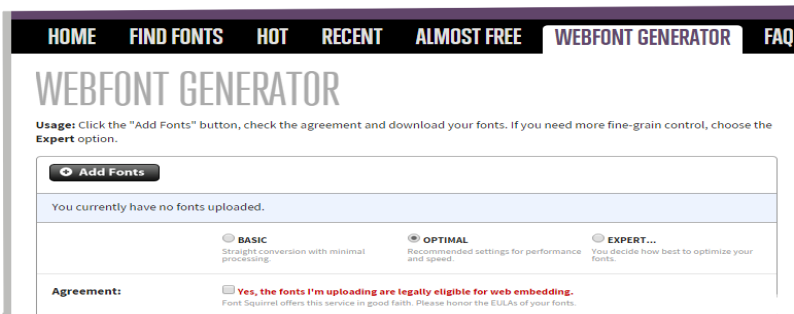 HOME FIND FONTS HOT RECENT ALMOST FREE WEBFONT GENERATOR FAQ
WEBFONT GENERATOR
Usage: Click the "Add Fonts" button, check the agreement and download your fonts. If you need more fine-grain control, choose the
Expert option.
Add Fonts
You currently have no fonts uploaded.
BASIC
Straight conversion with minimal
processing.
OPTIMAL
Recommended settings for performance
and speed.
EXPERT...
You decide how best to optimize your
fonts.
Agreement:
Yes, the fonts I'm uploading are legally eligible for web embedding.
Font Squirrel offers this service in good faith. Please honor the EULAs of your fonts.